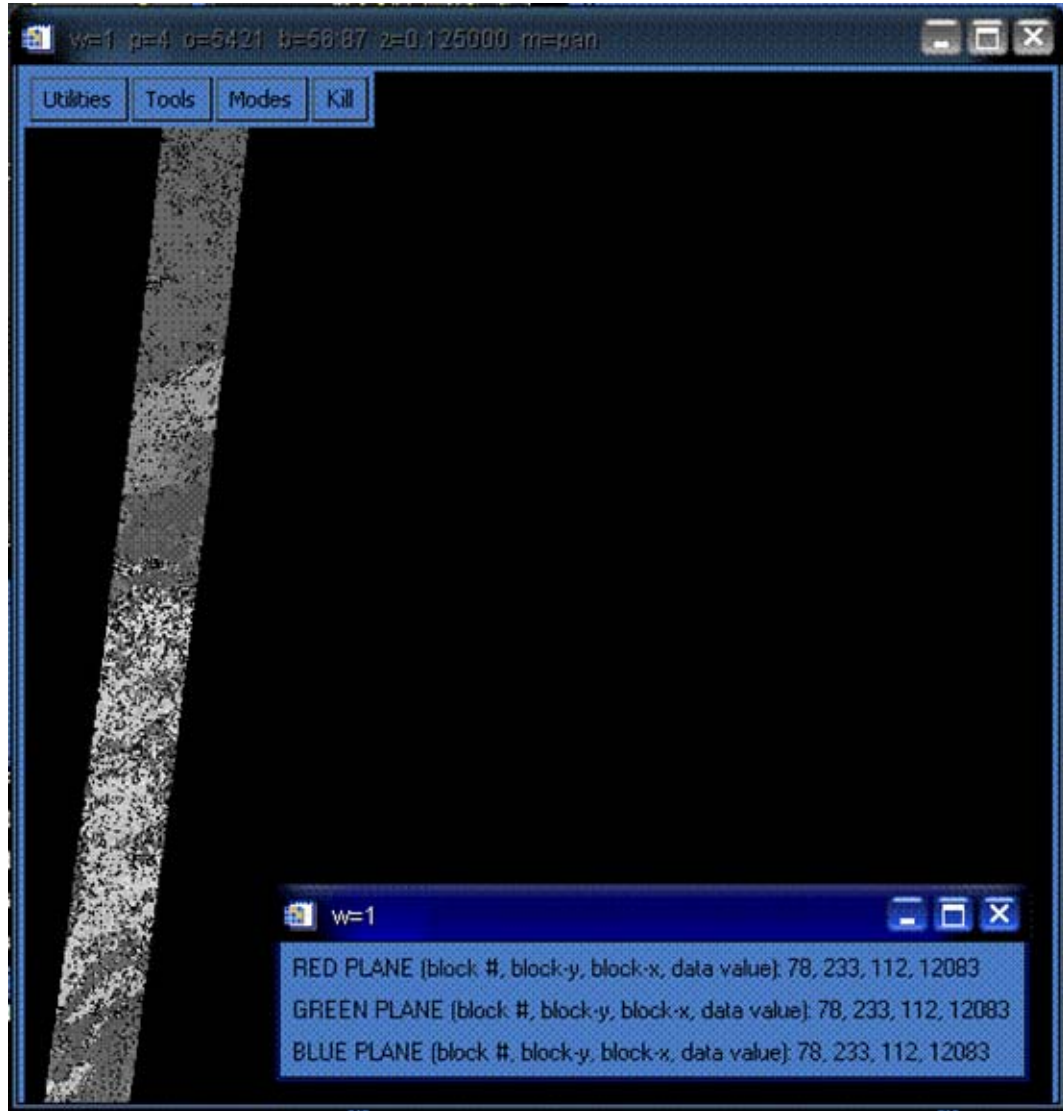 w=1 p=4 o=5421 b=58-87 z=0.125000 m=pan
Utilities Tools Modes Kill
w=1
RED PLANE (block #, block-y, block-x, data value): 78, 233, 112, 12083
GREEN PLANE (block #, block-y, block-x, data value): 78, 233, 112, 12083
BLUE PLANE (block #, block-y, block-x, data value): 78, 233, 112, 12083